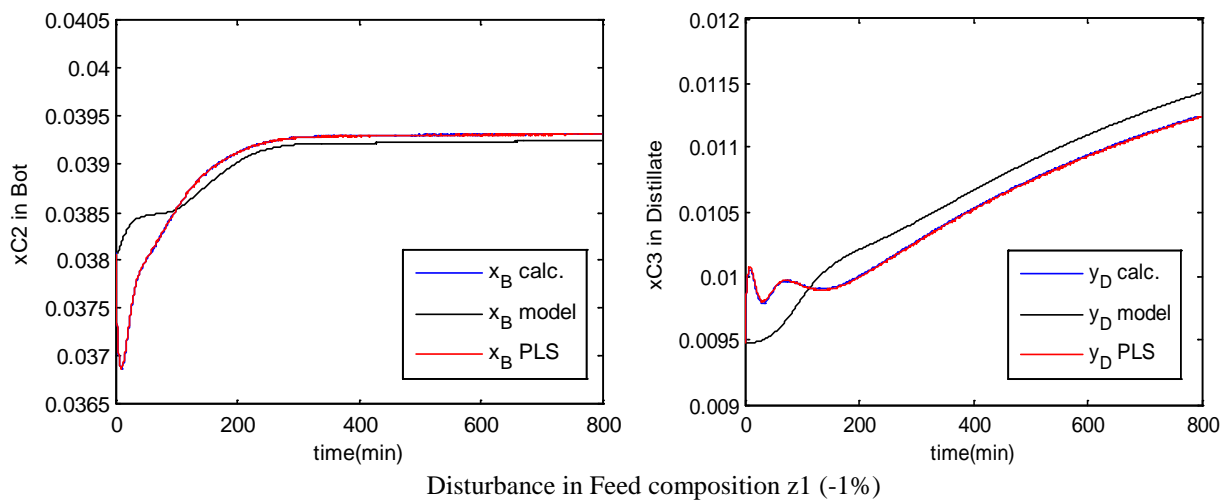 0.0405
0.04
0.0395
0.039
0.0385
0.038
0.0375
0.037
0.0365
xC2 in Bot
0 200 400 600 800
time(min)
x_B calc.
x_B model
x_B PLS
0.012
0.0115
0.011
0.0105
0.01
0.0095
0.009
xC3 in Distillate
0 200 400 600 800
time(min)
y_D calc.
y_D model
y_D PLS
Disturbance in Feed composition z1 (-1%)